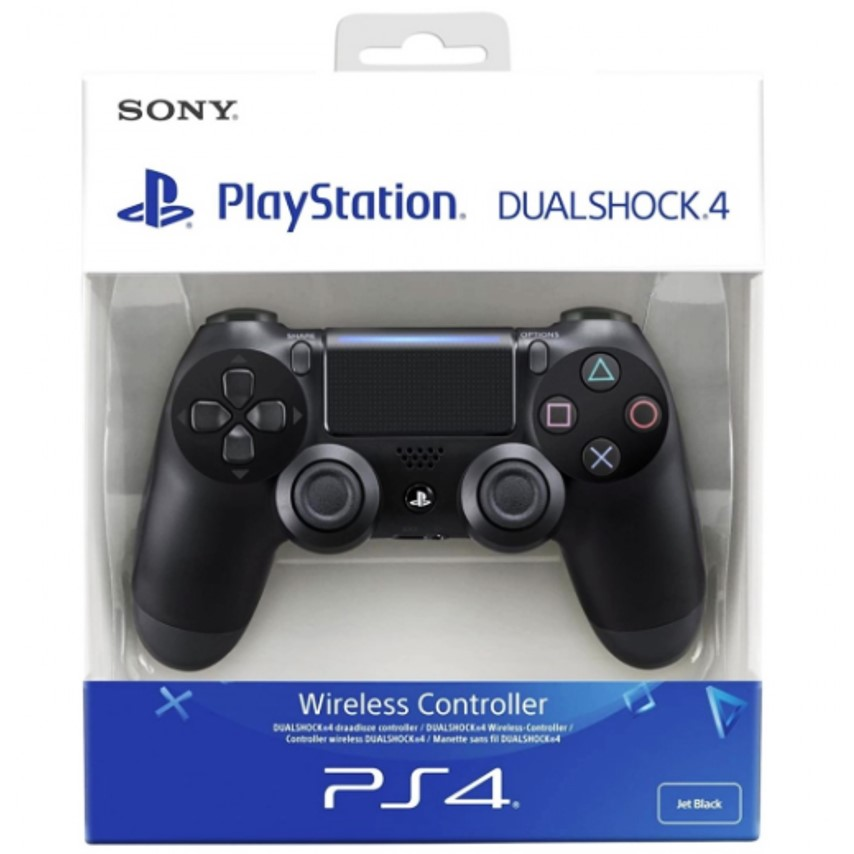 SONY®
PlayStation® DUALSHOCK®4
SHARE OPTIONS
Wireless Controller
DUALSHOCK®4 draadloze controller / DUALSHOCK®4 Wireless-Controller /
Controller wireless DUALSHOCK®4 / Manette sans fil DUALSHOCK®4
PS4®
Jet Black